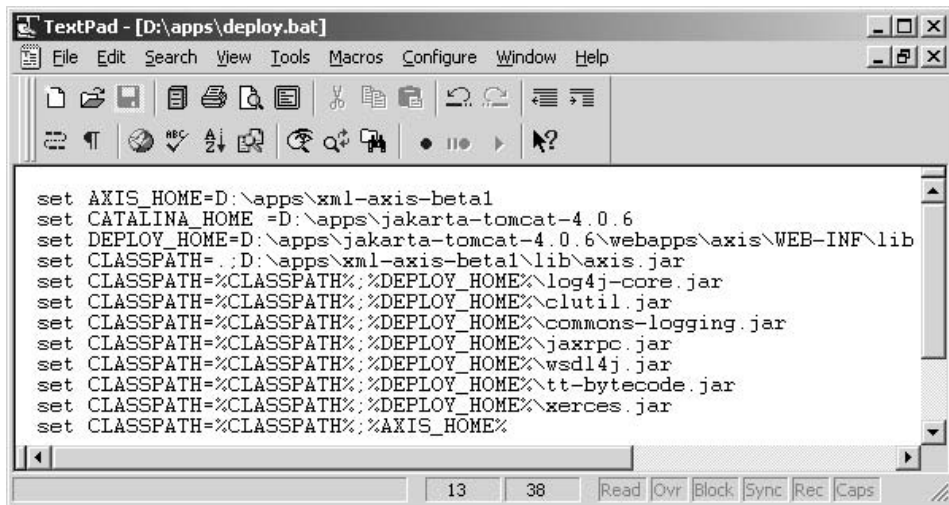 TextPad - [D:\apps\deploy.bat]
File Edit Search View Tools Macros Configure Window Help
set AXIS_HOME=D:\apps\xml-axis-beta1
set CATALINA_HOME =D:\apps\jakarta-tomcat-4.0.6
set DEPLOY_HOME=D:\apps\jakarta-tomcat-4.0.6\webapps\axis\WEB-INF\lib
set CLASSPATH=.;D:\apps\xml-axis-beta1\lib\axis.jar
set CLASSPATH=%CLASSPATH%;%DEPLOY_HOME%\log4j-core.jar
set CLASSPATH=%CLASSPATH%;%DEPLOY_HOME%\clutil.jar
set CLASSPATH=%CLASSPATH%;%DEPLOY_HOME%\commons-logging.jar
set CLASSPATH=%CLASSPATH%;%DEPLOY_HOME%\jaxrpc.jar
set CLASSPATH=%CLASSPATH%;%DEPLOY_HOME%\wsdl4j.jar
set CLASSPATH=%CLASSPATH%;%DEPLOY_HOME%\tt-bytecode.jar
set CLASSPATH=%CLASSPATH%;%DEPLOY_HOME%\xerces.jar
set CLASSPATH=%CLASSPATH%;%AXIS_HOME%
13 38 Read Ovr Block Sync Rec Caps